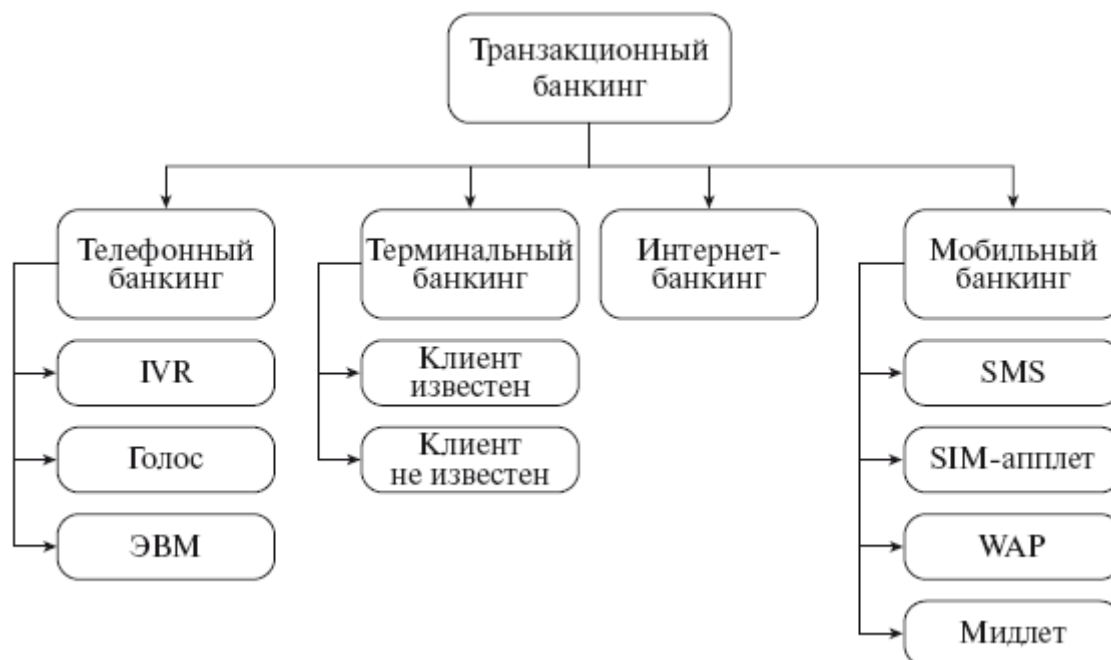 Транзакционный
банкинг
Телефонный
банкинг
Терминальный
банкинг
Интернет-
банкинг
Мобильный
банкинг
IVR
Голос
ЭВМ
Клиент
известен
Клиент
не известен
SMS
SIM-апплет
WAP
Мидлет